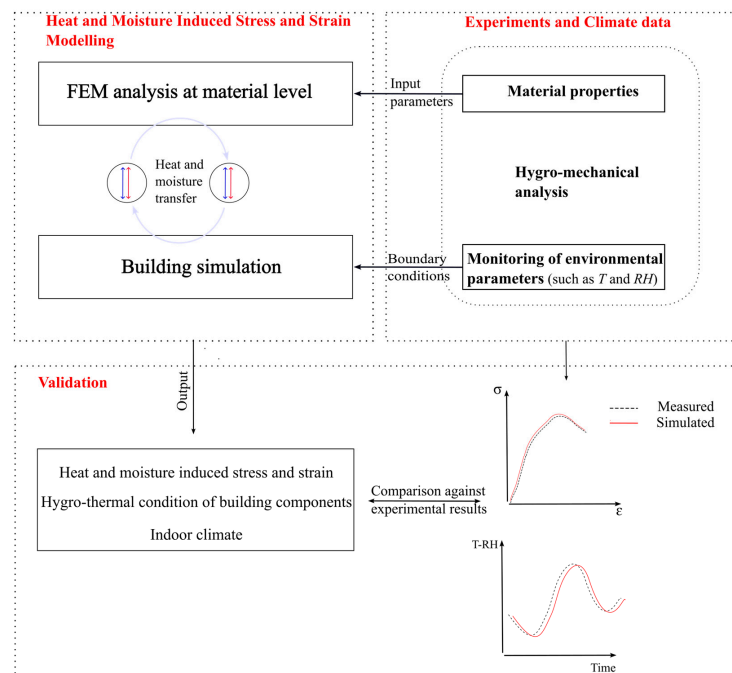 Heat and Moisture Induced Stress and Strain
Modelling
FEM analysis at material level
Heat and
moisture
transfer
Building simulation
Experiments and Climate data
Input
parameters
Material properties
Hygro-mechanical
analysis
Boundary
conditions
Monitoring of environmental
parameters (such as T and RH)
Validation
Output
Heat and moisture induced stress and strain
Hygro-thermal condition of building components
Indoor climate
Comparison against
experimental results
σ
Measured
Simulated
ε
T-RH
Time